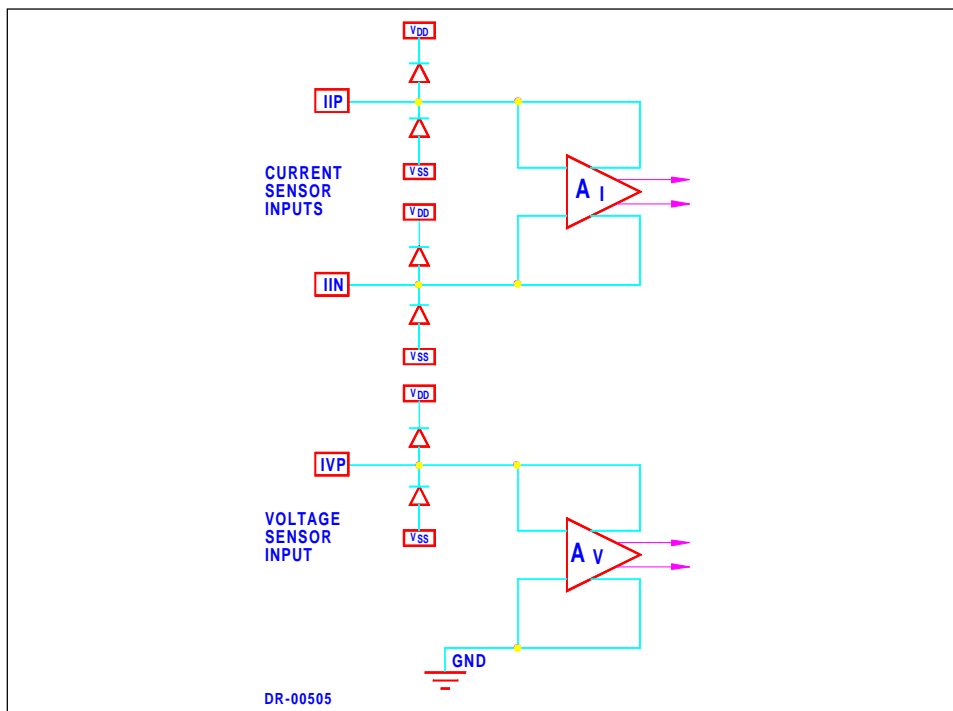 VDD
IIP
VSS
CURRENT
SENSOR
INPUTS
A I
VDD
IIN
VSS
VDD
IVP
VSS
VOLTAGE
SENSOR
INPUT
A V
GND
DR-00505